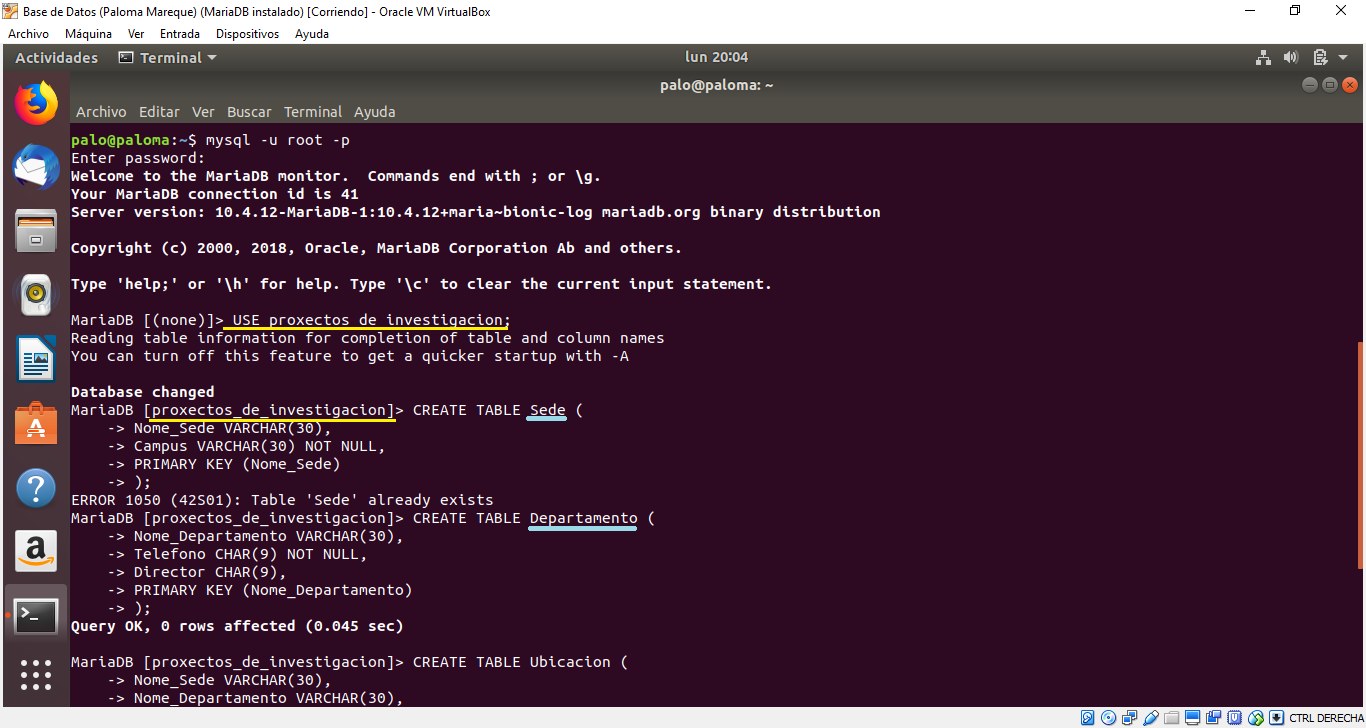 Base de Datos (Paloma Mareque) (MariaDB instalado) [Corriendo] - Oracle VM VirtualBox
Archivo Máquina Ver Entrada Dispositivos Ayuda
Actividades Terminal lun 20:04
palo@paloma: ~
Archivo Editar Ver Buscar Terminal Ayuda
palo@paloma:~$ mysql -u root -p
Enter password:
Welcome to the MariaDB monitor.  Commands end with ; or \g.
Your MariaDB connection id is 41
Server version: 10.4.12-MariaDB-1:10.4.12+maria~bionic-log mariadb.org binary distribution
Copyright (c) 2000, 2018, Oracle, MariaDB Corporation Ab and others.
Type 'help;' or '\h' for help. Type '\c' to clear the current input statement.
MariaDB [(none)]> USE proxectos_de_investigacion;
Reading table information for completion of table and column names
You can turn off this feature to get a quicker startup with -A
Database changed
MariaDB [proxectos_de_investigacion]> CREATE TABLE Sede (
-> Nome_Sede VARCHAR(30),
-> Campus VARCHAR(30) NOT NULL,
-> PRIMARY KEY (Nome_Sede)
-> );
ERROR 1050 (42S01): Table 'Sede' already exists
MariaDB [proxectos_de_investigacion]> CREATE TABLE Departamento (
-> Nome_Departamento VARCHAR(30),
-> Telefono CHAR(9) NOT NULL,
-> Director CHAR(9),
-> PRIMARY KEY (Nome_Departamento)
-> );
Query OK, 0 rows affected (0.045 sec)
MariaDB [proxectos_de_investigacion]> CREATE TABLE Ubicacion (
-> Nome_Sede VARCHAR(30),
-> Nome_Departamento VARCHAR(30),
CTRL DERECHA